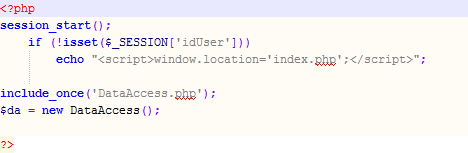 <?php
session_start();
    if (!isset($_SESSION['idUser']))
        echo "<script>window.location='index.php';</script>";

include_once('DataAccess.php');
$da = new DataAccess();

?>